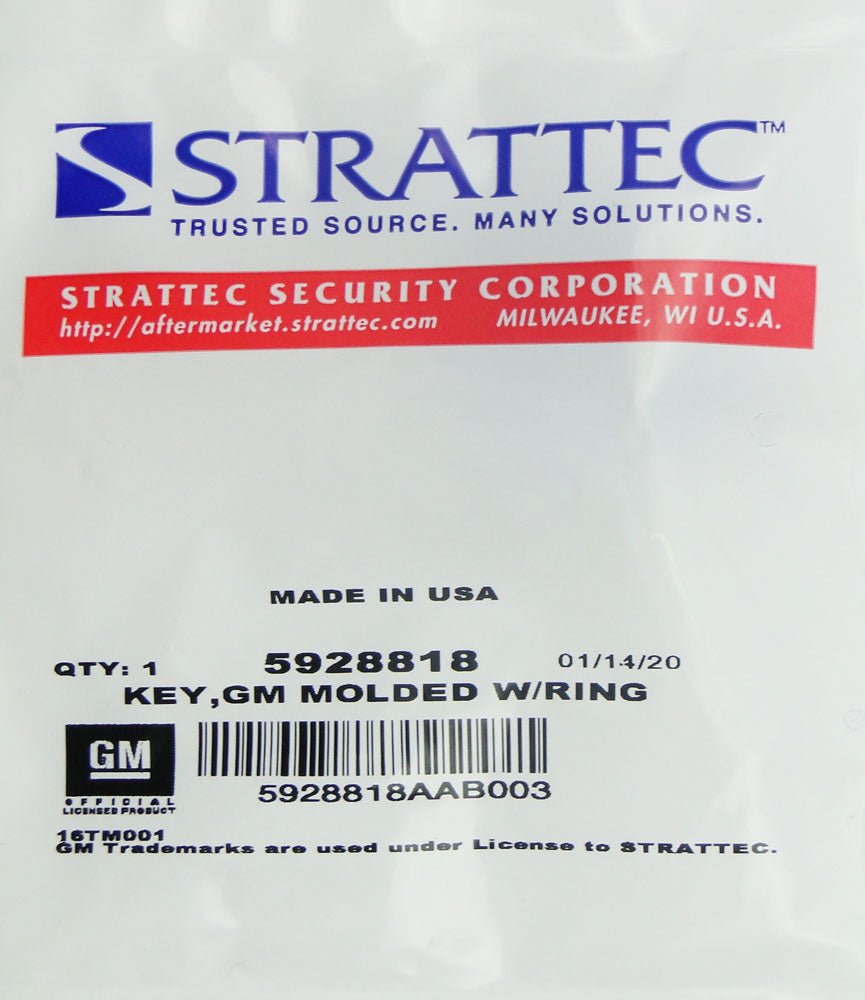 STRATTEC™
TRUSTED SOURCE. MANY SOLUTIONS.
STRATTEC SECURITY CORPORATION
http://aftermarket.strattec.com MILWAUKEE, WI U.S.A.
MADE IN USA
QTY: 1 5928818 01/14/20
KEY,GM MOLDED W/RING
GM
OFFICIAL
LICENSED PRODUCT
5928818AAB003
16TM001
GM Trademarks are used under License to STRATTEC.